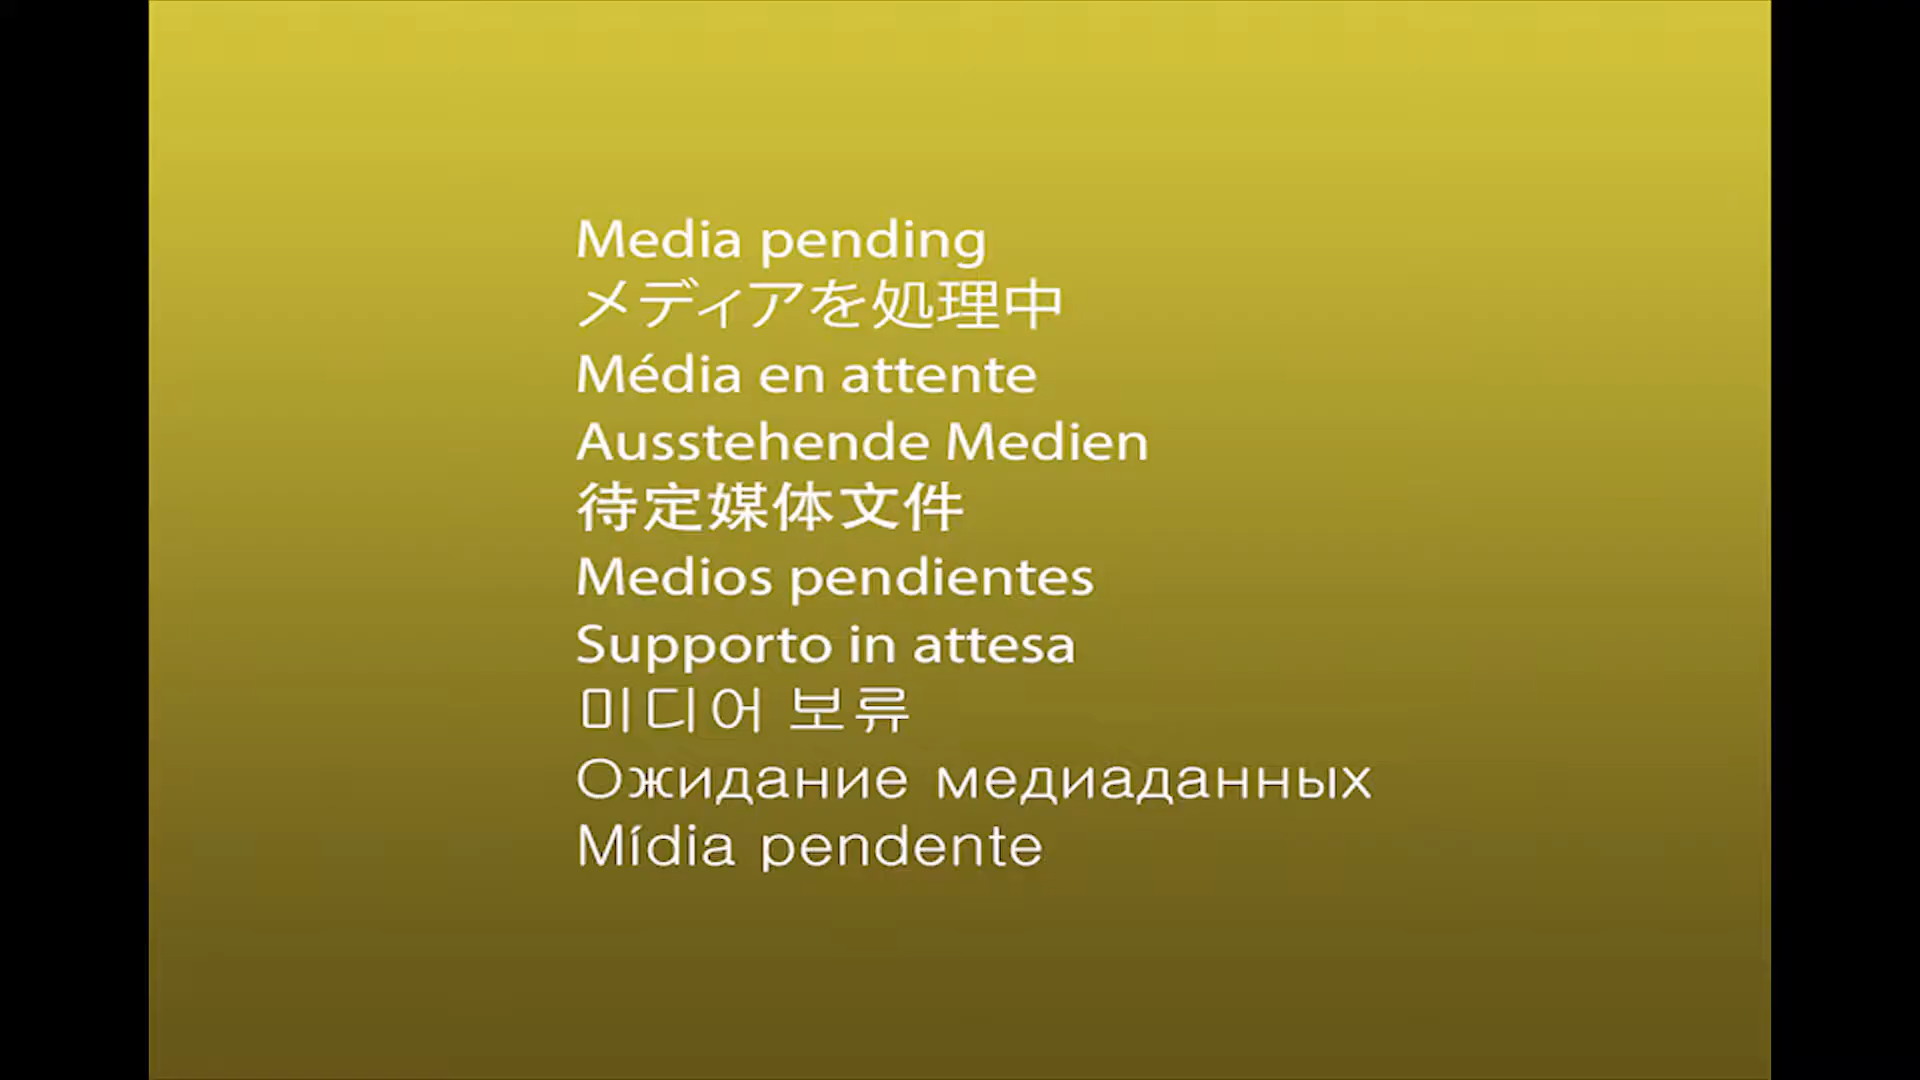 Media pending
メディアを処理中
Média en attente
Ausstehende Medien
待定媒体文件
Medios pendientes
Supporto in attesa
미디어 보류
Ожидание медиаданных
Mídia pendente